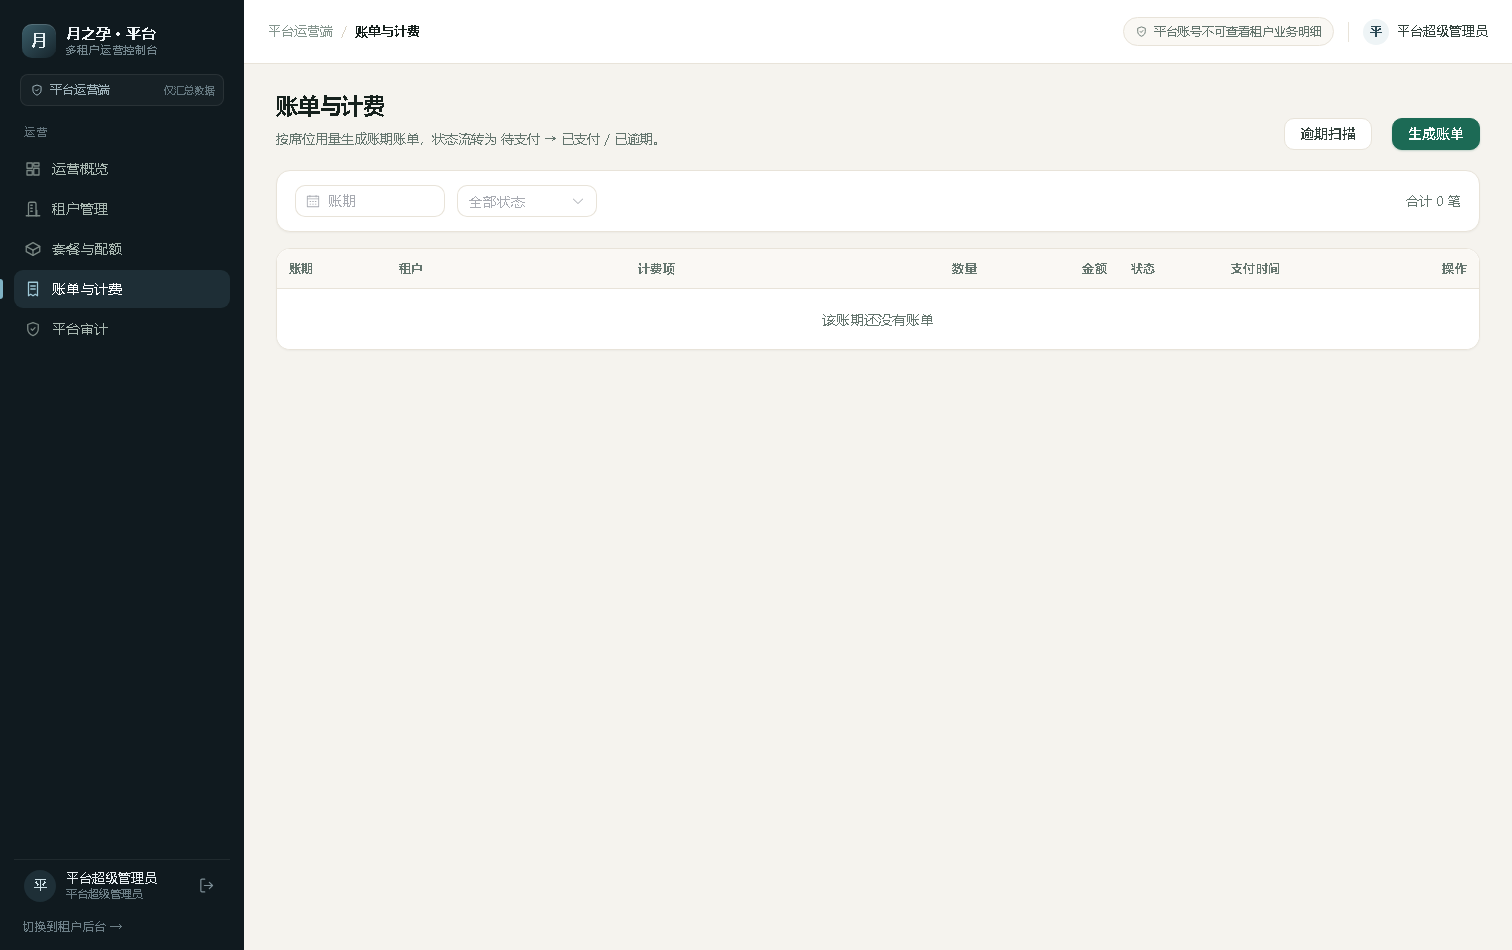 月
月之孕·平台
多租户运营控制台
平台运营端
仅汇总数据
运营
运营概览
租户管理
套餐与配额
账单与计费
平台审计
平
平台超级管理员
平台超级管理员
切换到租户后台 →
平台运营端 / 账单与计费
平台账号不可查看租户业务明细
平
平台超级管理员
账单与计费
按席位用量生成账期账单，状态流转为 待支付 → 已支付 / 已逾期。
逾期扫描
生成账单
账期
全部状态
合计 0 笔
账期 租户 计费项 数量 金额 状态 支付时间 操作
该账期还没有账单